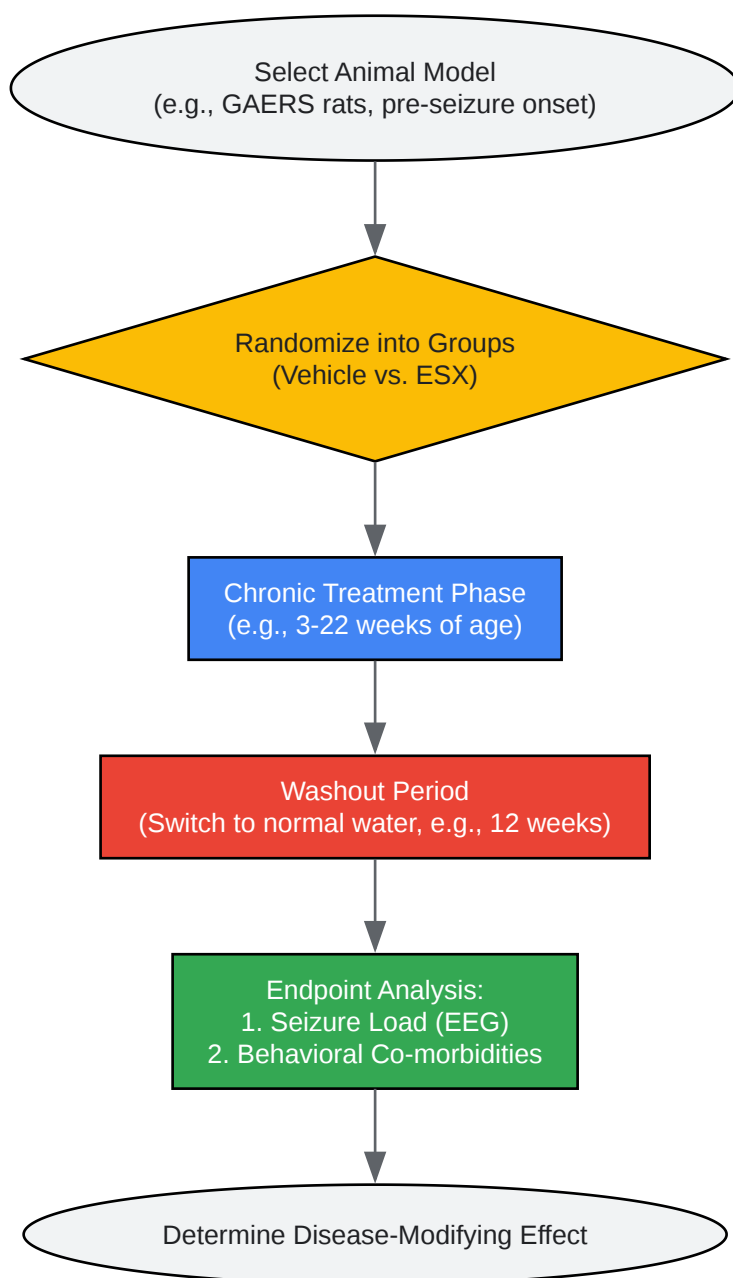 Select Animal Model
(e.g., GAERS rats, pre-seizure onset)
Randomize into Groups
(Vehicle vs. ESX)
Chronic Treatment Phase
(e.g., 3-22 weeks of age)
Washout Period
(Switch to normal water, e.g., 12 weeks)
Endpoint Analysis:
1. Seizure Load (EEG)
2. Behavioral Co-morbidities
Determine Disease-Modifying Effect